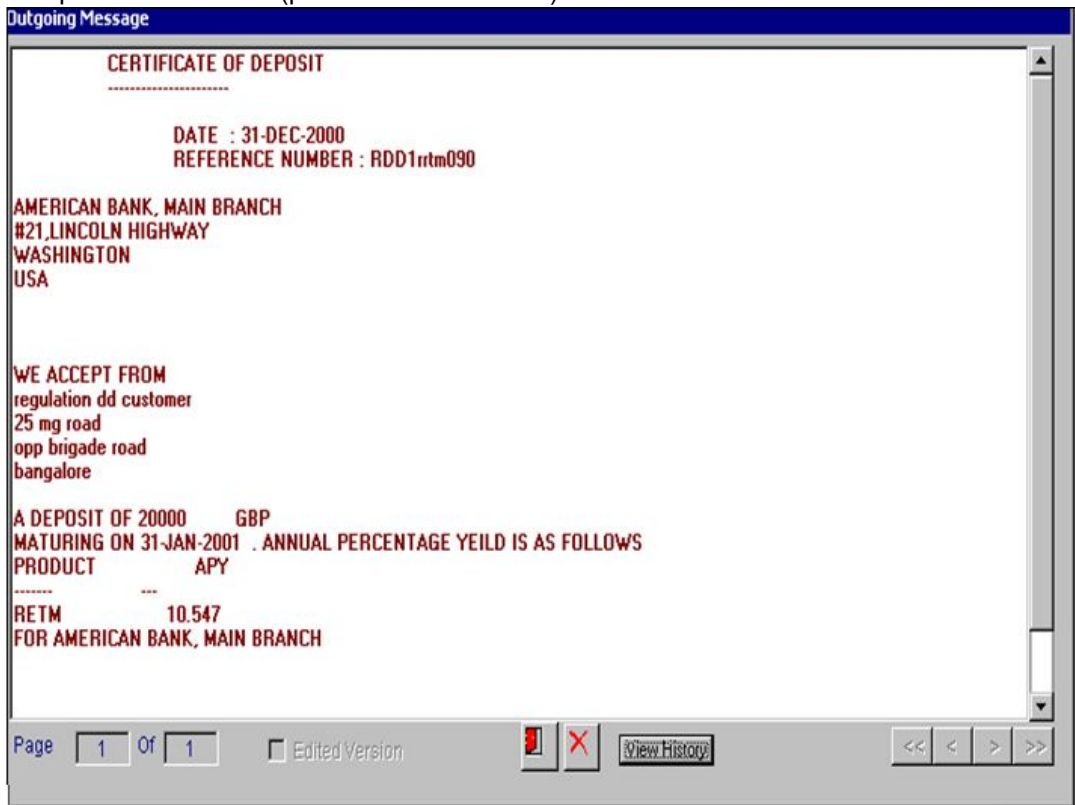 Outgoing Message
CERTIFICATE OF DEPOSIT
----------------------
DATE : 31-DEC-2000
REFERENCE NUMBER : RDD1rrtm090
AMERICAN BANK, MAIN BRANCH
#21,LINCOLN HIGHWAY
WASHINGTON
USA
WE ACCEPT FROM
regulation dd customer
25 mg road
opp brigade road
bangalore
A DEPOSIT OF 20000 GBP
MATURING ON 31-JAN-2001 . ANNUAL PERCENTAGE YEILD IS AS FOLLOWS
PRODUCT APY
------- ---
RETM 10.547
FOR AMERICAN BANK, MAIN BRANCH
Page 1 Of 1 Edited Version View History << < > >>